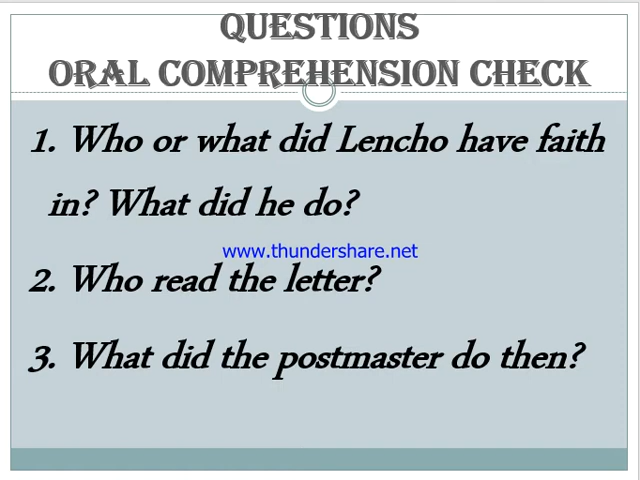 QUESTIONS
ORAL COMPREHENSION CHECK
1. Who or what did Lencho have faith
in? What did he do?
www.thundershare.net
2. Who read the letter?
3. What did the postmaster do then?